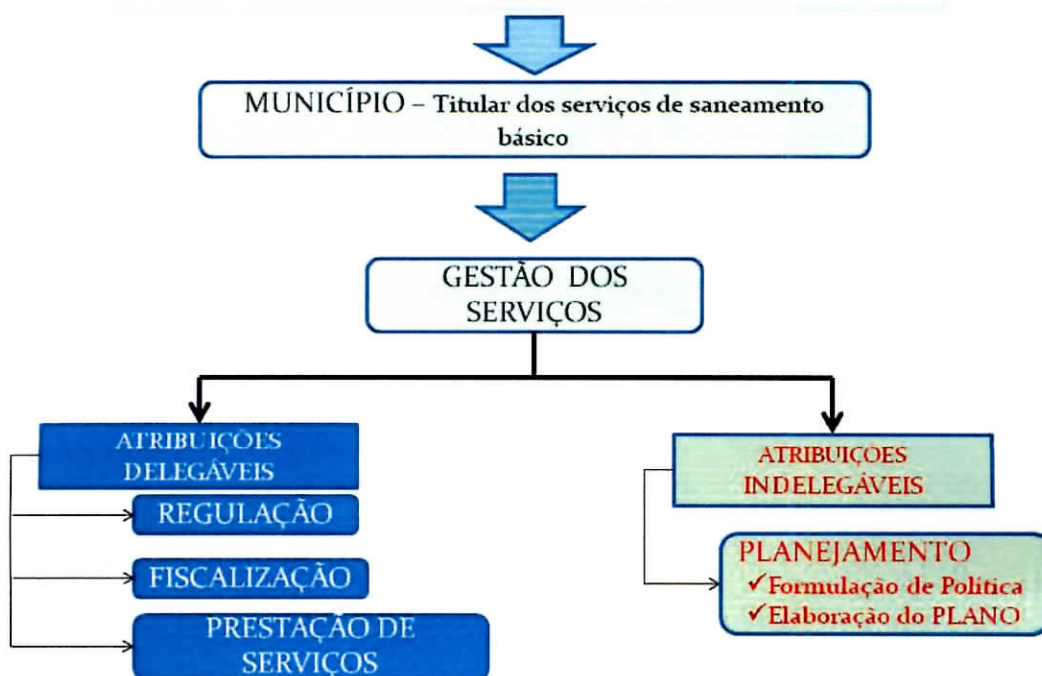 MUNICÍPIO – Titular dos serviços de saneamento
básico
GESTÃO DOS
SERVIÇOS
ATRIBUIÇÕES
DELEGÁVEIS
REGULAÇÃO
FISCALIZAÇÃO
PRESTAÇÃO DE
SERVIÇOS
ATRIBUIÇÕES
INDELEGÁVEIS
PLANEJAMENTO
✓Formulação de Política
✓Elaboração do PLANO